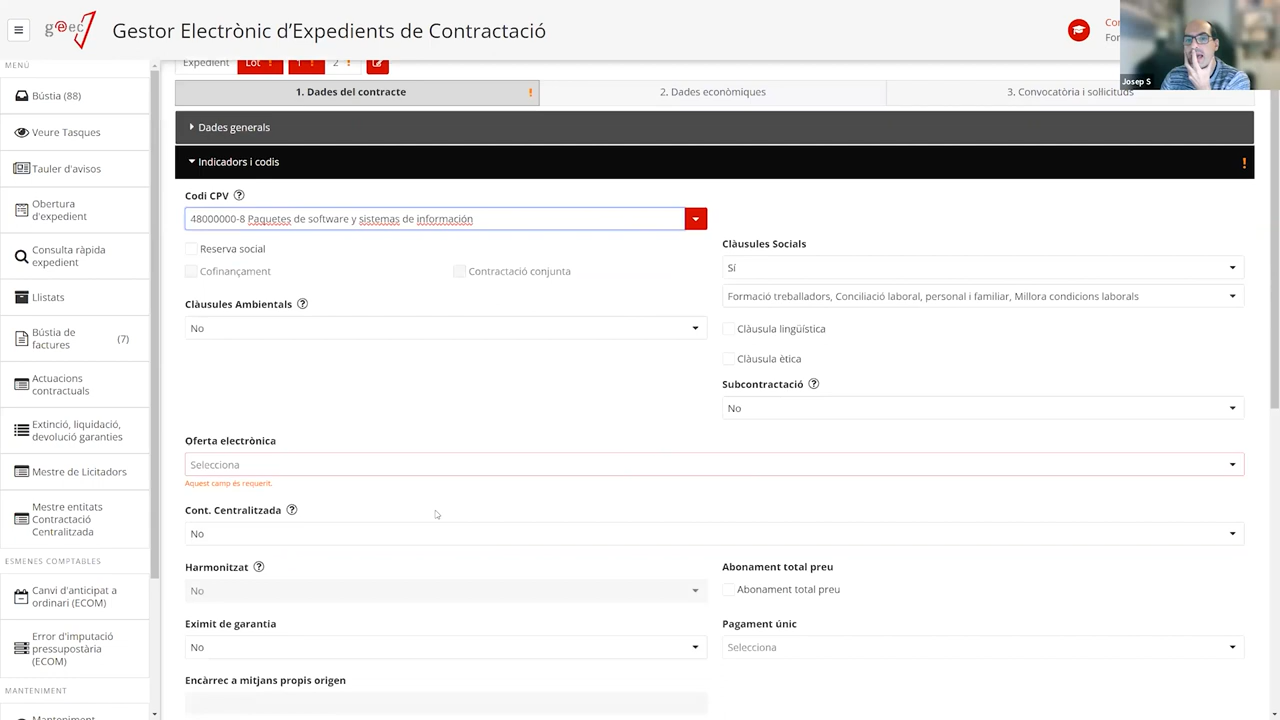 geec
Gestor Electrònic d'Expedients de Contractació
Josep S
MENÚ
Bústia (88)
Veure Tasques
Tauler d'avisos
Obertura
d'expedient
Consulta ràpida
expedient
Llistats
Bústia de
factures
(7)
Actuacions
contractuals
Extinció, liquidació,
devolució garanties
Mestre de Licitadors
Mestre entitats
Contractació
Centralitzada
ESMENES COMPTABLES
Canvi d'anticipat a
ordinari (ECOM)
Error d'imputació
pressupostària
(ECOM)
MANTENIMENT
Manteniment
Expedient Lot ! 1 ! 2 !
1. Dades del contracte !
2. Dades econòmiques
3. Convocatòria i sol·licituds
Dades generals
Indicadors i codis !
Codi CPV ?
48000000-8 Paquetes de software y sistemas de información
Reserva social
Cofinançament
Contractació conjunta
Clàusules Socials
Sí
Formació treballadors, Conciliació laboral, personal i familiar, Millora condicions laborals
Clàusules Ambientals ?
No
Clàusula lingüística
Clàusula ètica
Subcontractació ?
No
Oferta electrònica
Selecciona
Aquest camp és requerit.
Cont. Centralitzada ?
No
Harmonitzat ?
No
Abonament total preu
Abonament total preu
Eximit de garantia
No
Pagament únic
Selecciona
Encàrrec a mitjans propis origen